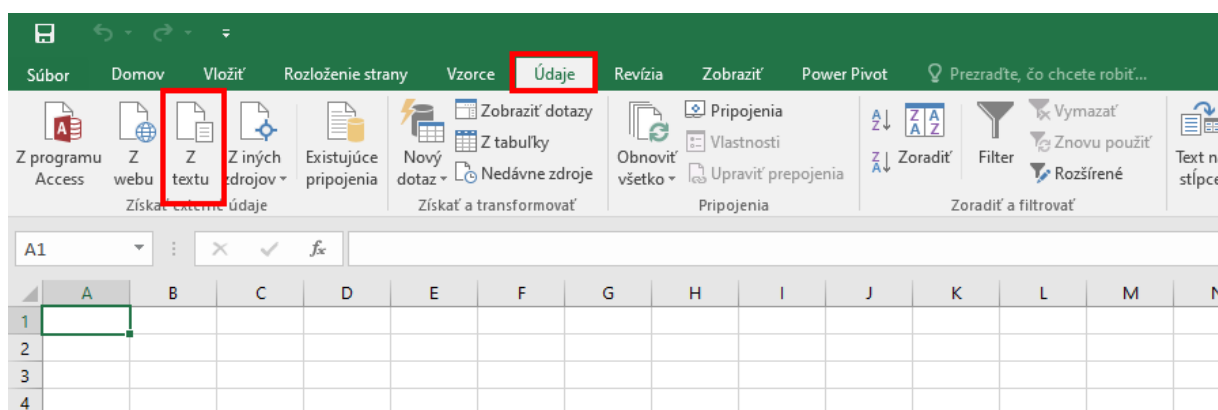 Súbor Domov Vložiť Rozloženie strany Vzorce Údaje Revízia Zobraziť Power Pivot Prezraďte, čo chcete robiť...
Z programu Access
Z webu
Z textu
Z iných zdrojov
Existujúce pripojenia
Získať externé údaje
Nový dotaz
Zobraziť dotazy
Z tabuľky
Nedávne zdroje
Získať a transformovať
Obnoviť všetko
Pripojenia
Vlastnosti
Upraviť prepojenia
Pripojenia
Zoradiť
Filter
Vymazať
Znovu použiť
Rozšírené
Zoradiť a filtrovať
Text n
stĺpce
A1 fx
A B C D E F G H I J K L M N
1
2
3
4